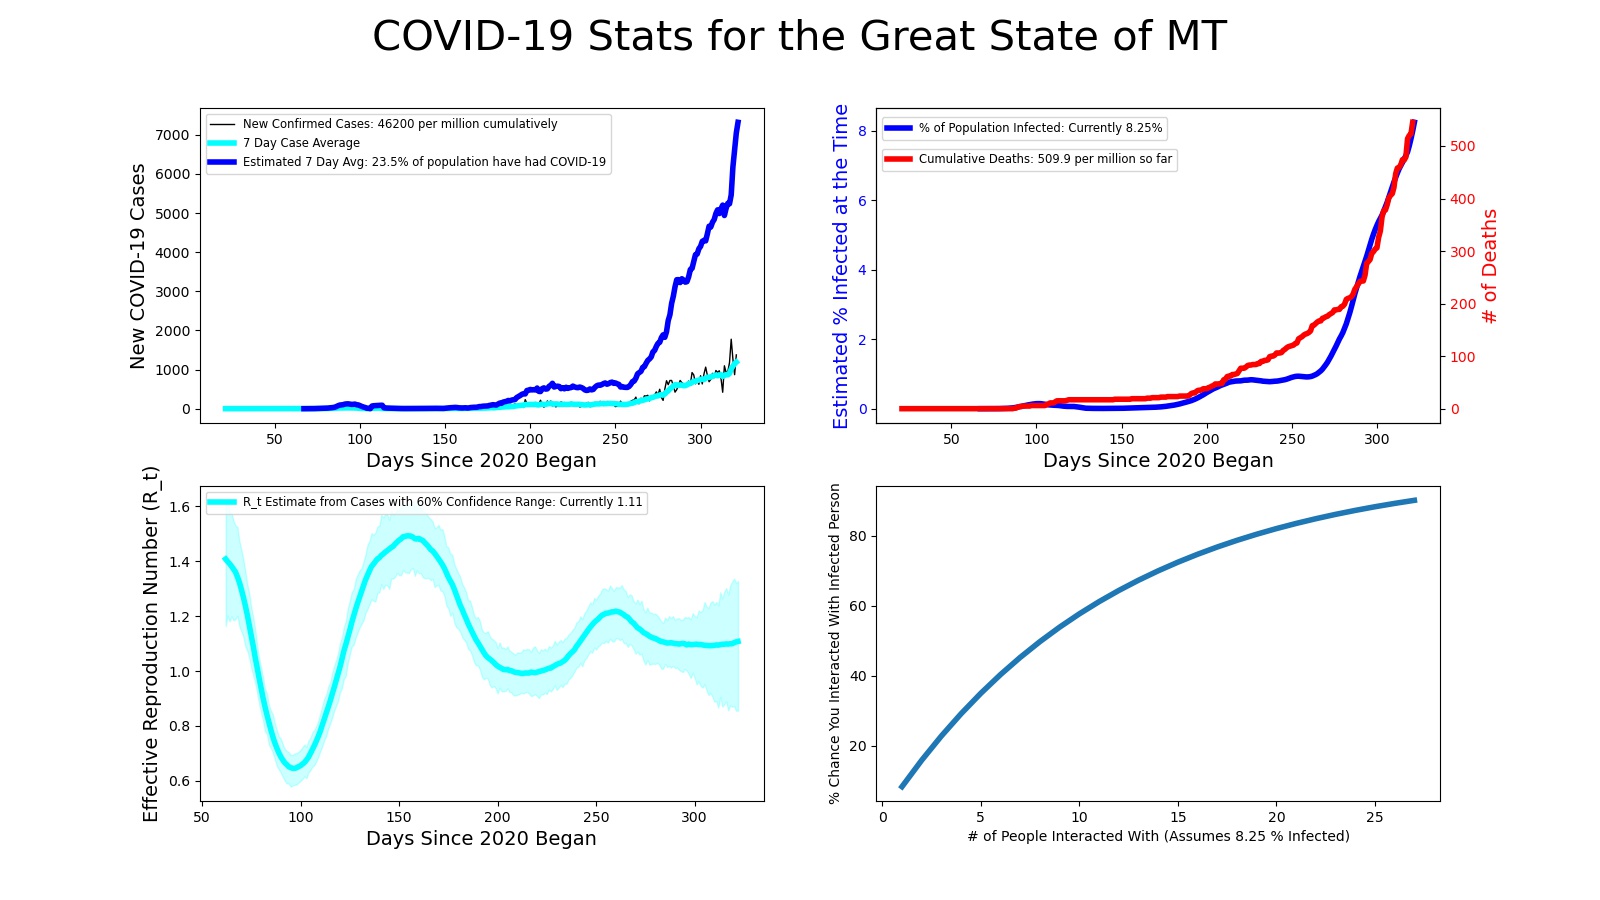 COVID-19 Stats for the Great State of MT
New COVID-19 Cases
7000
6000
5000
4000
3000
2000
1000
0
New Confirmed Cases: 46200 per million cumulatively
7 Day Case Average
Estimated 7 Day Avg: 23.5% of population have had COVID-19
50 100 150 200 250 300
Days Since 2020 Began
Estimated % Infected at the Time
8
6
4
2
0
% of Population Infected: Currently 8.25%
Cumulative Deaths: 509.9 per million so far
500
400
300
200
100
0
# of Deaths
50 100 150 200 250 300
Days Since 2020 Began
Effective Reproduction Number (R_t)
1.6
1.4
1.2
1.0
0.8
0.6
R_t Estimate from Cases with 60% Confidence Range: Currently 1.11
50 100 150 200 250 300
Days Since 2020 Began
% Chance You Interacted With Infected Person
80
60
40
20
0 5 10 15 20 25
# of People Interacted With (Assumes 8.25 % Infected)